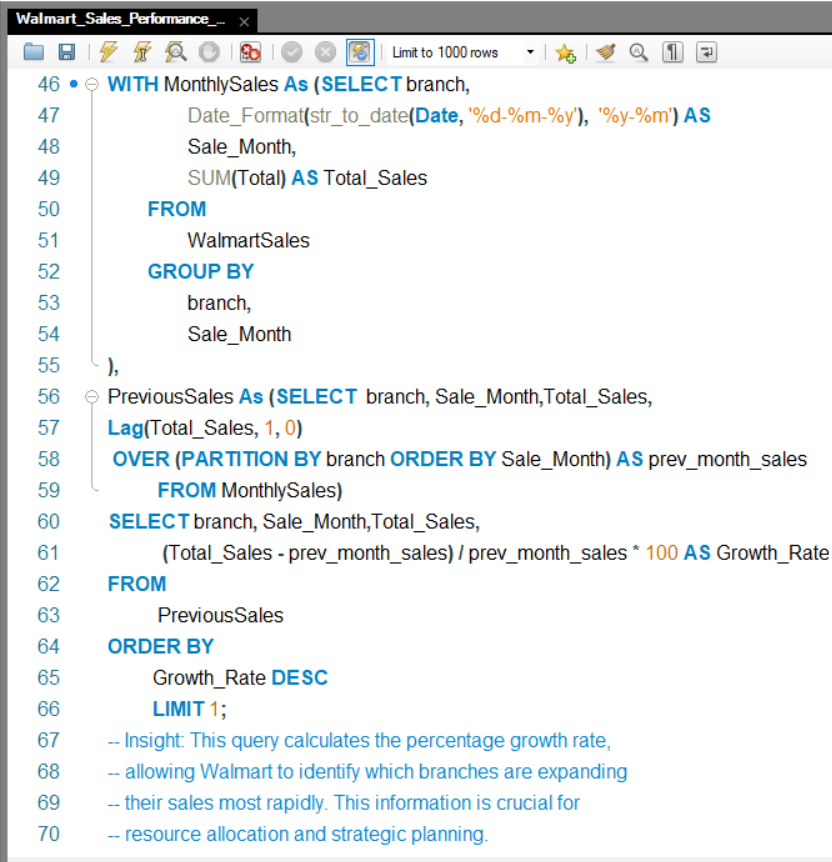 Walmart_Sales_Performance_...
Limit to 1000 rows
46 WITH MonthlySales As (SELECT branch,
47 Date_Format(str_to_date(Date, '%d-%m-%y'), '%y-%m') AS
48 Sale_Month,
49 SUM(Total) AS Total_Sales
50 FROM
51 WalmartSales
52 GROUP BY
53 branch,
54 Sale_Month
55 ),
56 PreviousSales As (SELECT branch, Sale_Month,Total_Sales,
57 Lag(Total_Sales, 1, 0)
58 OVER (PARTITION BY branch ORDER BY Sale_Month) AS prev_month_sales
59 FROM MonthlySales)
60 SELECT branch, Sale_Month,Total_Sales,
61 (Total_Sales - prev_month_sales) / prev_month_sales * 100 AS Growth_Rate
62 FROM
63 PreviousSales
64 ORDER BY
65 Growth_Rate DESC
66 LIMIT 1;
67 -- Insight: This query calculates the percentage growth rate,
68 -- allowing Walmart to identify which branches are expanding
69 -- their sales most rapidly. This information is crucial for
70 -- resource allocation and strategic planning.